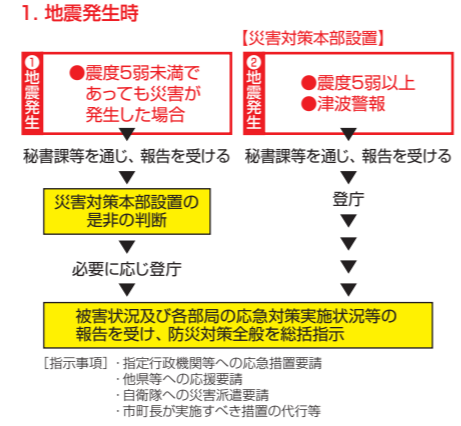 1. 地震発生時
【災害対策本部設置】
❶地震発生
●震度5弱未満で
あっても災害が
発生した場合
❷地震発生
●震度5弱以上
●津波警報
▼
秘書課等を通じ、報告を受ける
▼
災害対策本部設置の
是非の判断
▼
必要に応じ登庁
▼
▼
秘書課等を通じ、報告を受ける
▼
登庁
▼
▼
▼
▼
被害状況及び各部局の応急対策実施状況等の
報告を受け、防災対策全般を総括指示
［指示事項］・指定行政機関等への応急措置要請
・他県等への応援要請
・自衛隊への災害派遣要請
・市町長が実施すべき措置の代行等